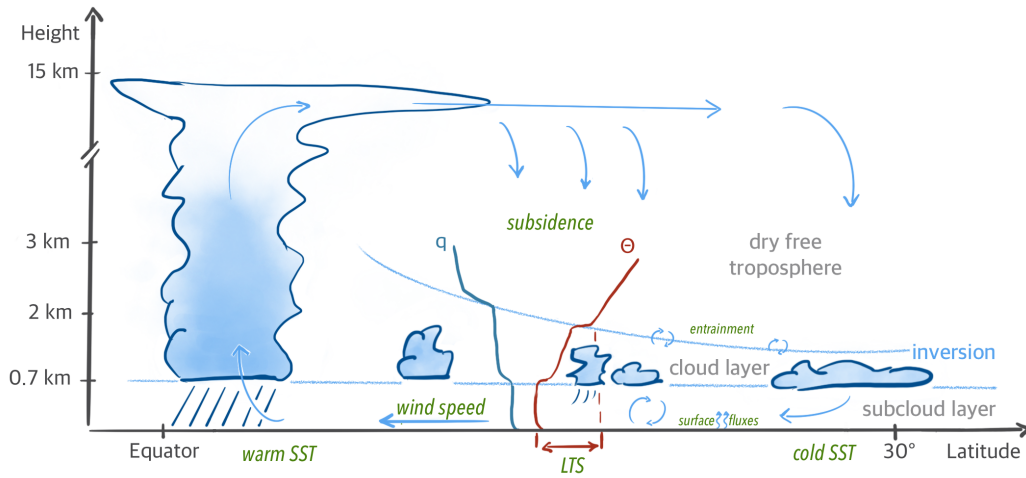 Height
15 km
subsidence
q
Θ
3 km
dry free
troposphere
2 km
entrainment
inversion
cloud layer
0.7 km
wind speed
surface fluxes
subcloud layer
Equator
warm SST
LTS
cold SST
30°
Latitude